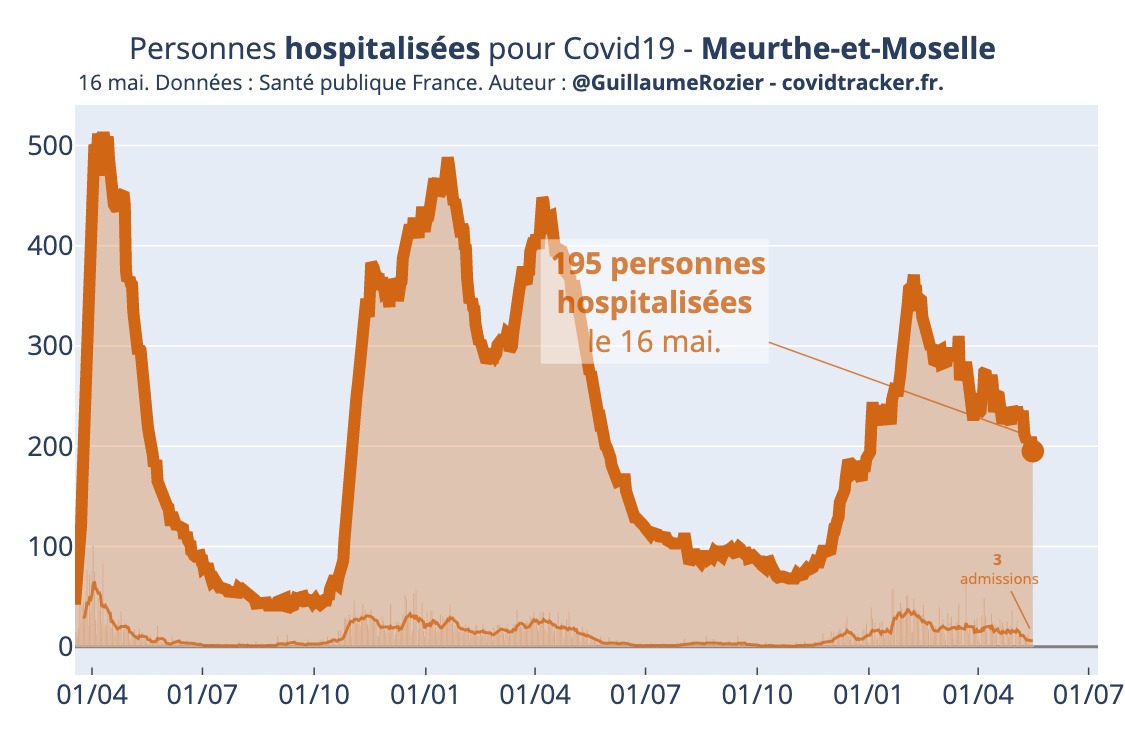 Personnes hospitalisées pour Covid19 - Meurthe-et-Moselle
16 mai. Données : Santé publique France. Auteur : @GuillaumeRozier - covidtracker.fr.
500
400
300
200
100
0
195 personnes
hospitalisées
le 16 mai.
3
admissions
01/04 01/07 01/10 01/01 01/04 01/07 01/10 01/01 01/04 01/07